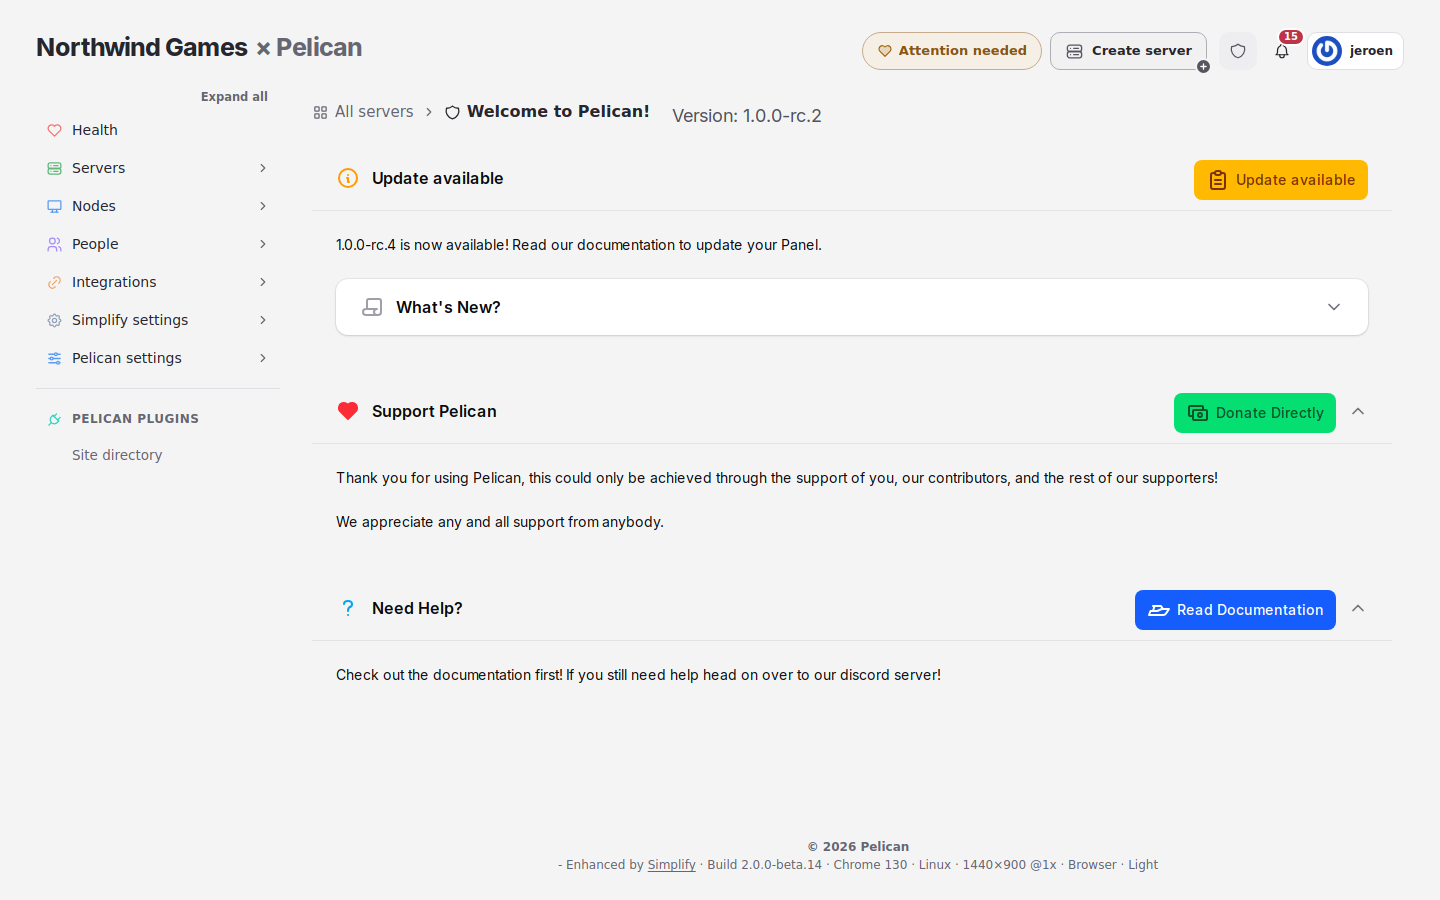 Northwind Games × Pelican
Attention needed
Create server
15
jeroen
Expand all
Health
Servers
Nodes
People
Integrations
Simplify settings
Pelican settings
PELICAN PLUGINS
Site directory
All servers › Welcome to Pelican! Version: 1.0.0-rc.2
Update available
Update available
1.0.0-rc.4 is now available! Read our documentation to update your Panel.
What's New?
Support Pelican
Donate Directly
Thank you for using Pelican, this could only be achieved through the support of you, our contributors, and the rest of our supporters!
We appreciate any and all support from anybody.
Need Help?
Read Documentation
Check out the documentation first! If you still need help head on over to our discord server!
© 2026 Pelican
- Enhanced by Simplify · Build 2.0.0-beta.14 · Chrome 130 · Linux · 1440×900 @1x · Browser · Light